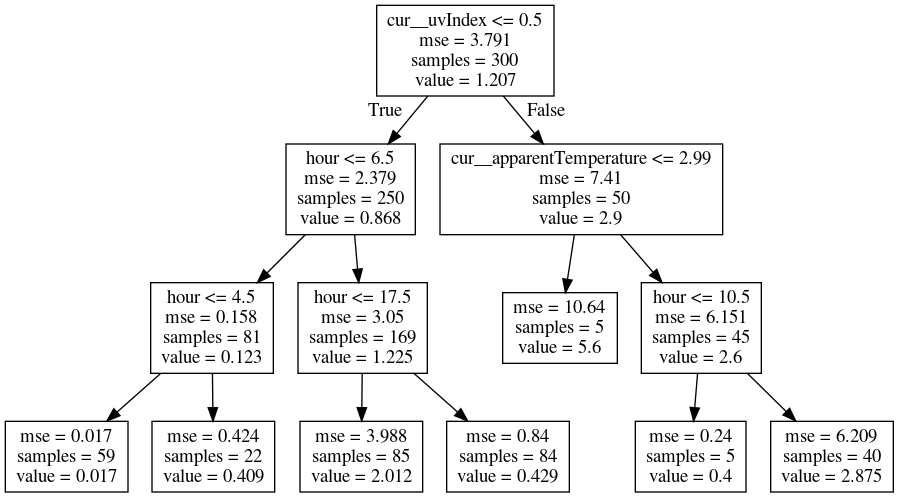 cur__uvIndex <= 0.5
mse = 3.791
samples = 300
value = 1.207
True
False
hour <= 6.5
mse = 2.379
samples = 250
value = 0.868
cur__apparentTemperature <= 2.99
mse = 7.41
samples = 50
value = 2.9
hour <= 4.5
mse = 0.158
samples = 81
value = 0.123
hour <= 17.5
mse = 3.05
samples = 169
value = 1.225
mse = 10.64
samples = 5
value = 5.6
hour <= 10.5
mse = 6.151
samples = 45
value = 2.6
mse = 0.017
samples = 59
value = 0.017
mse = 0.424
samples = 22
value = 0.409
mse = 3.988
samples = 85
value = 2.012
mse = 0.84
samples = 84
value = 0.429
mse = 0.24
samples = 5
value = 0.4
mse = 6.209
samples = 40
value = 2.875